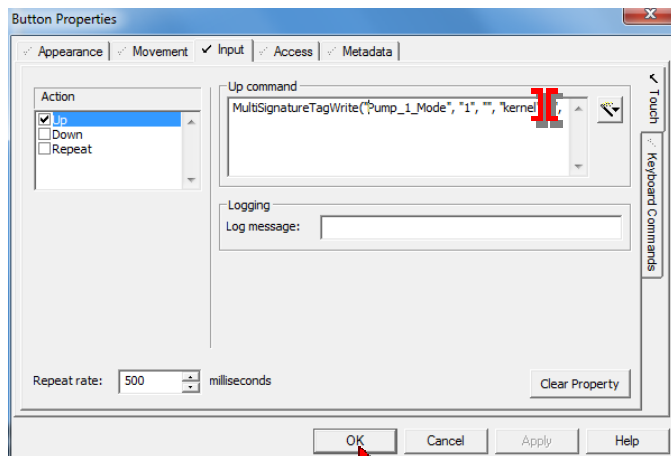 Button Properties
Appearance Movement Input Access Metadata
Action
Up
Down
Repeat
Up command
MultiSignatureTagWrite("Pump_1_Mode", "1", "", "kernel
Logging
Log message:
Repeat rate: 500 milliseconds
Clear Property
Touch
Keyboard Commands
OK Cancel Apply Help